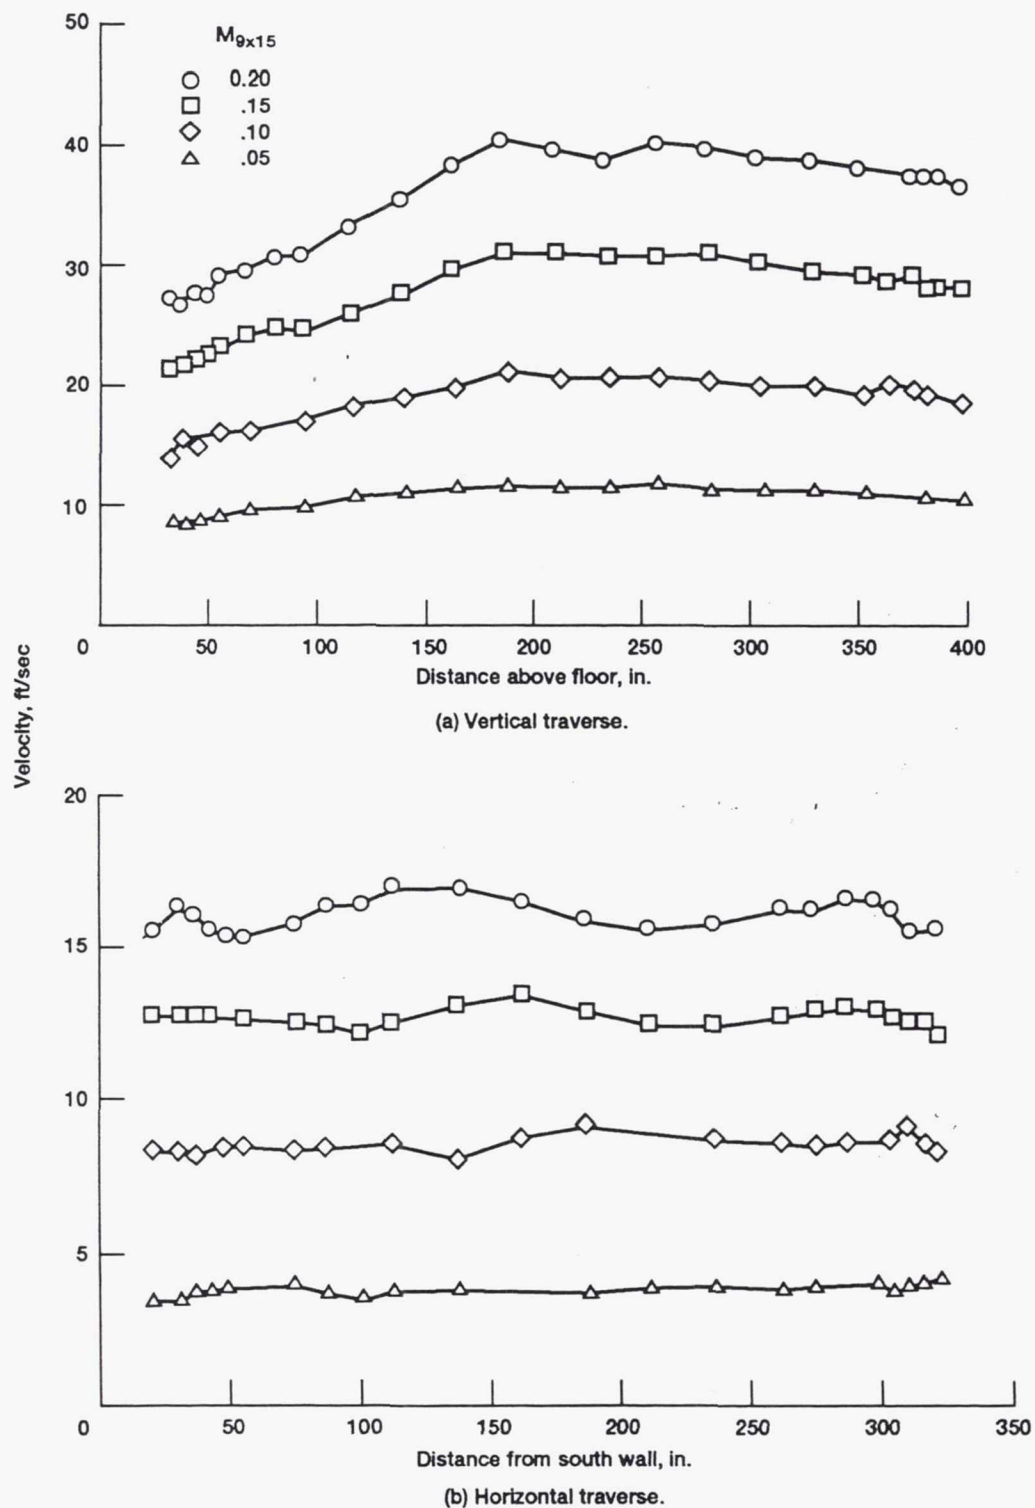 50
M9x15
0.20
.15
40
.10
.05
30
20
10
0 50 100 150 200 250 300 350 400
Distance above floor, in.
(a) Vertical traverse.
Velocity, ft/sec
20
15
10
5
0 50 100 150 200 250 300 350
Distance from south wall, in.
(b) Horizontal traverse.